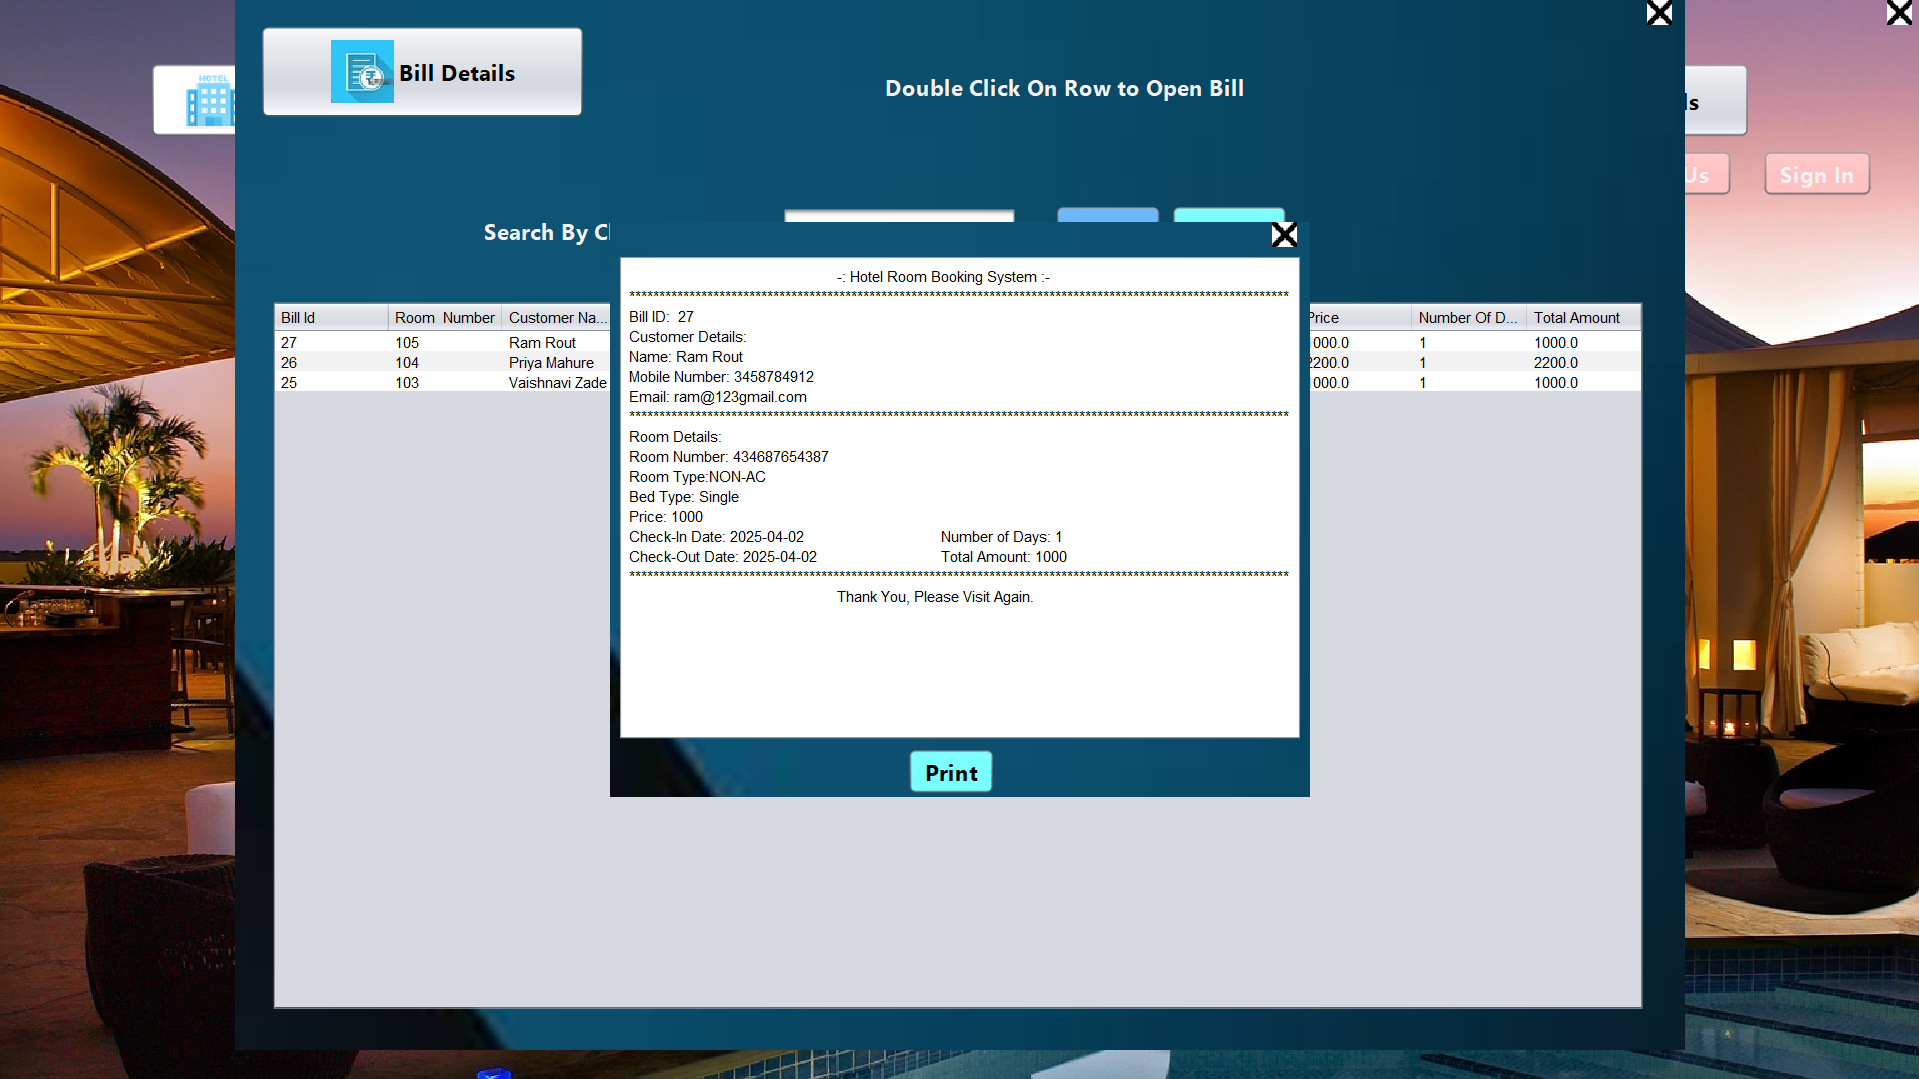 HOTEL
Bill Details
Double Click On Row to Open Bill
Us
Sign In
Search By
-: Hotel Room Booking System :-
**************************************************************************************************************
Bill ID:  27
Customer Details:
Name: Ram Rout
Mobile Number: 3458784912
Email: ram@123gmail.com
**************************************************************************************************************
Room Details:
Room Number: 434687654387
Room Type:NON-AC
Bed Type: Single
Price: 1000
Check-In Date: 2025-04-02 Number of Days: 1
Check-Out Date: 2025-04-02 Total Amount: 1000
**************************************************************************************************************
Thank You, Please Visit Again.
Print
Bill Id Room  Number Customer Na... Price Number Of D... Total Amount
27 105 Ram Rout 1000.0 1 1000.0
26 104 Priya Mahure 2200.0 1 2200.0
25 103 Vaishnavi Zade 1000.0 1 1000.0